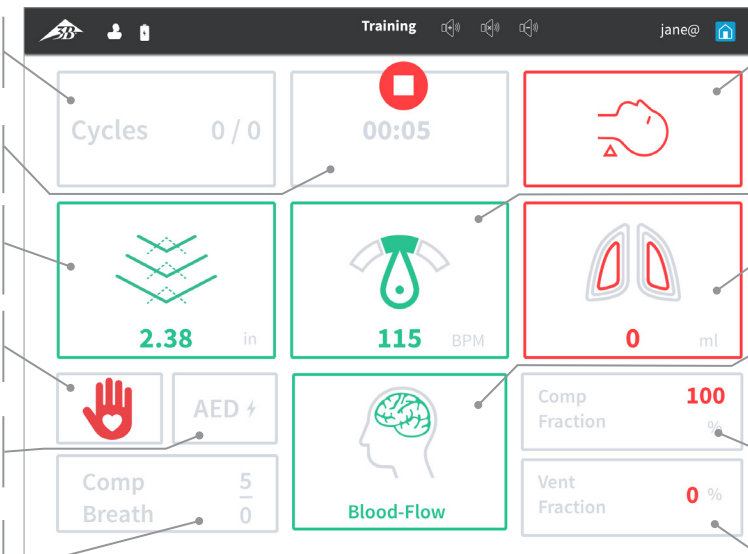 3B
Training
jane@
Cycles 0 / 0
00:05
2.38 in
115 BPM
0 ml
AED
Comp
Fraction
100
%
Comp 5
Breath 0
Blood-Flow
Vent
Fraction
0 %